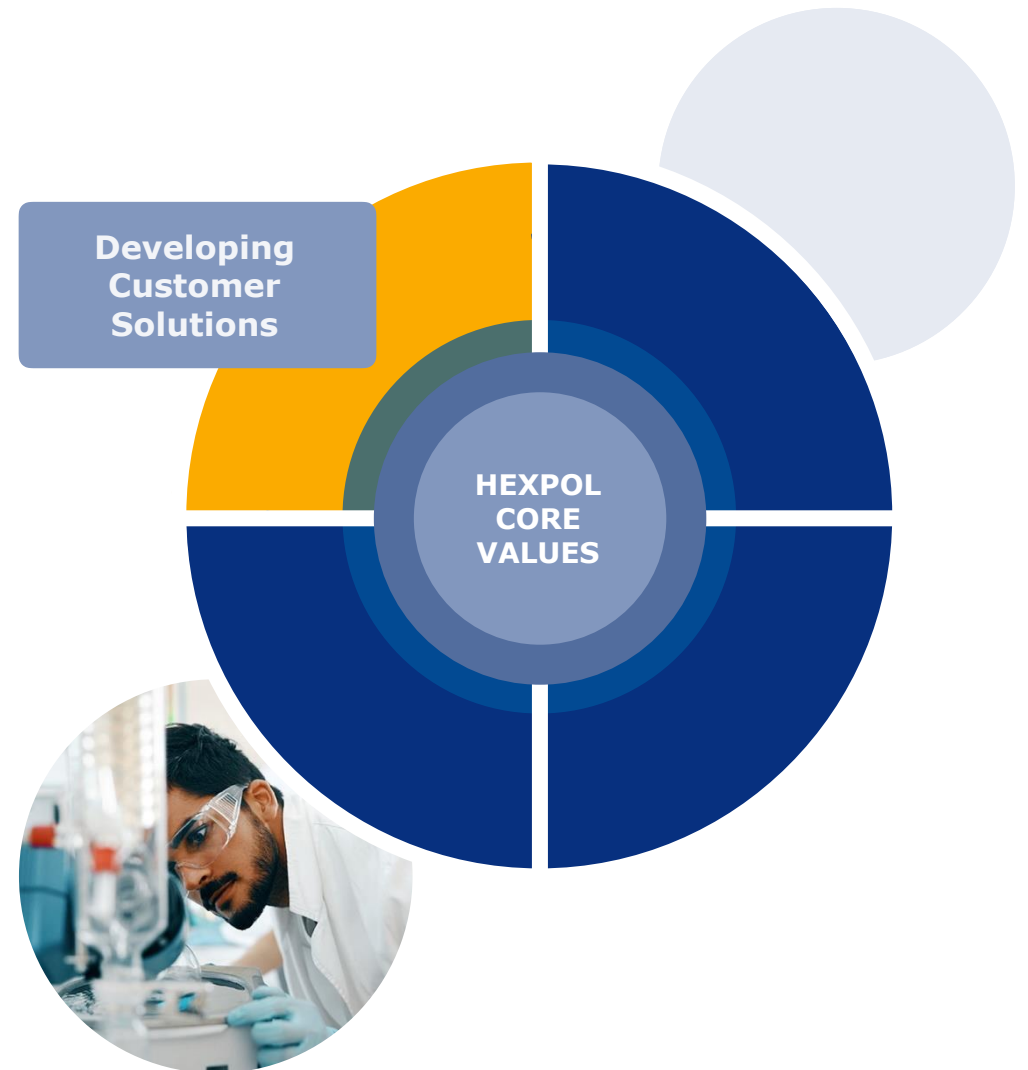 Developing
Customer
Solutions
HEXPOL
CORE
VALUES